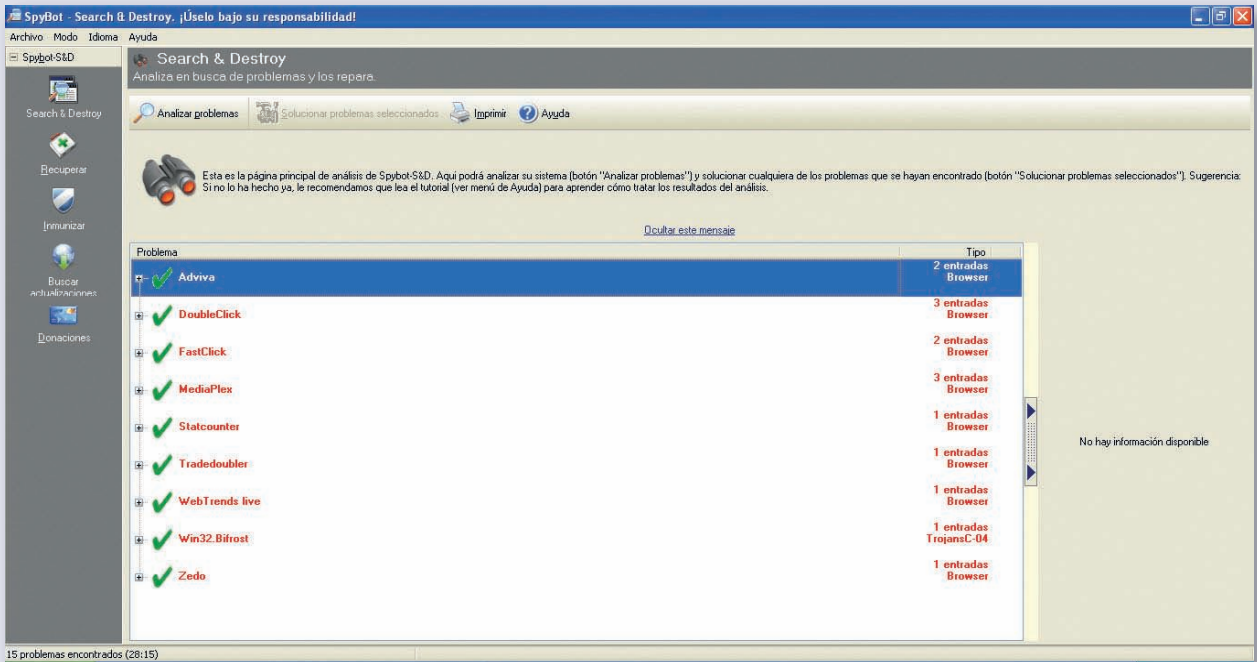 SpyBot - Search & Destroy. ¡Úselo bajo su responsabilidad!
Archivo Modo Idioma Ayuda
Spybot-S&D
Search & Destroy
Analiza en busca de problemas y los repara.
Search & Destroy
Recuperar
Inmunizar
Buscar
actualizaciones
Donaciones
Analizar problemas Solucionar problemas seleccionados Imprimir Ayuda
Esta es la página principal de análisis de Spybot-S&D. Aquí podrá analizar su sistema (botón "Analizar problemas") y solucionar cualquiera de los problemas que se hayan encontrado (botón "Solucionar problemas seleccionados"). Sugerencia:
Si no lo ha hecho ya, le recomendamos que lea el tutorial (ver menú de Ayuda) para aprender cómo tratar los resultados del análisis.
Ocultar este mensaje
Problema Tipo
Adviva 2 entradas
Browser
DoubleClick 3 entradas
Browser
FastClick 2 entradas
Browser
MediaPlex 3 entradas
Browser
Statcounter 1 entradas
Browser
Tradedoubler 1 entradas
Browser
WebTrends live 1 entradas
Browser
Win32.Bifrost 1 entradas
TrojansC-04
Zedo 1 entradas
Browser
No hay información disponible
15 problemas encontrados (28:15)